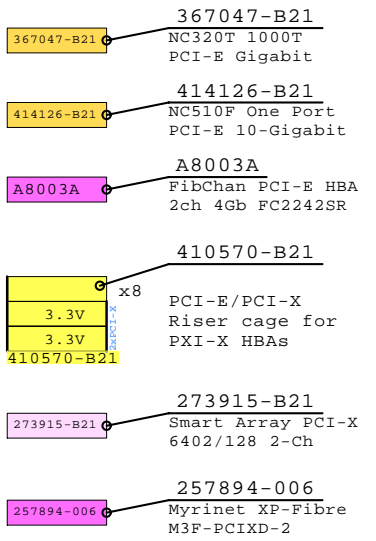 367047-B21
367047-B21
NC320T 1000T
PCI-E Gigabit
414126-B21
414126-B21
NC510F One Port
PCI-E 10-Gigabit
A8003A
A8003A
FibChan PCI-E HBA
2ch 4Gb FC2242SR
410570-B21
x8
3.3V
3.3V
2xPCI-X
410570-B21
PCI-E/PCI-X
Riser cage for
PXI-X HBAs
273915-B21
273915-B21
Smart Array PCI-X
6402/128 2-Ch
257894-006
257894-006
Myrinet XP-Fibre
M3F-PCIXD-2